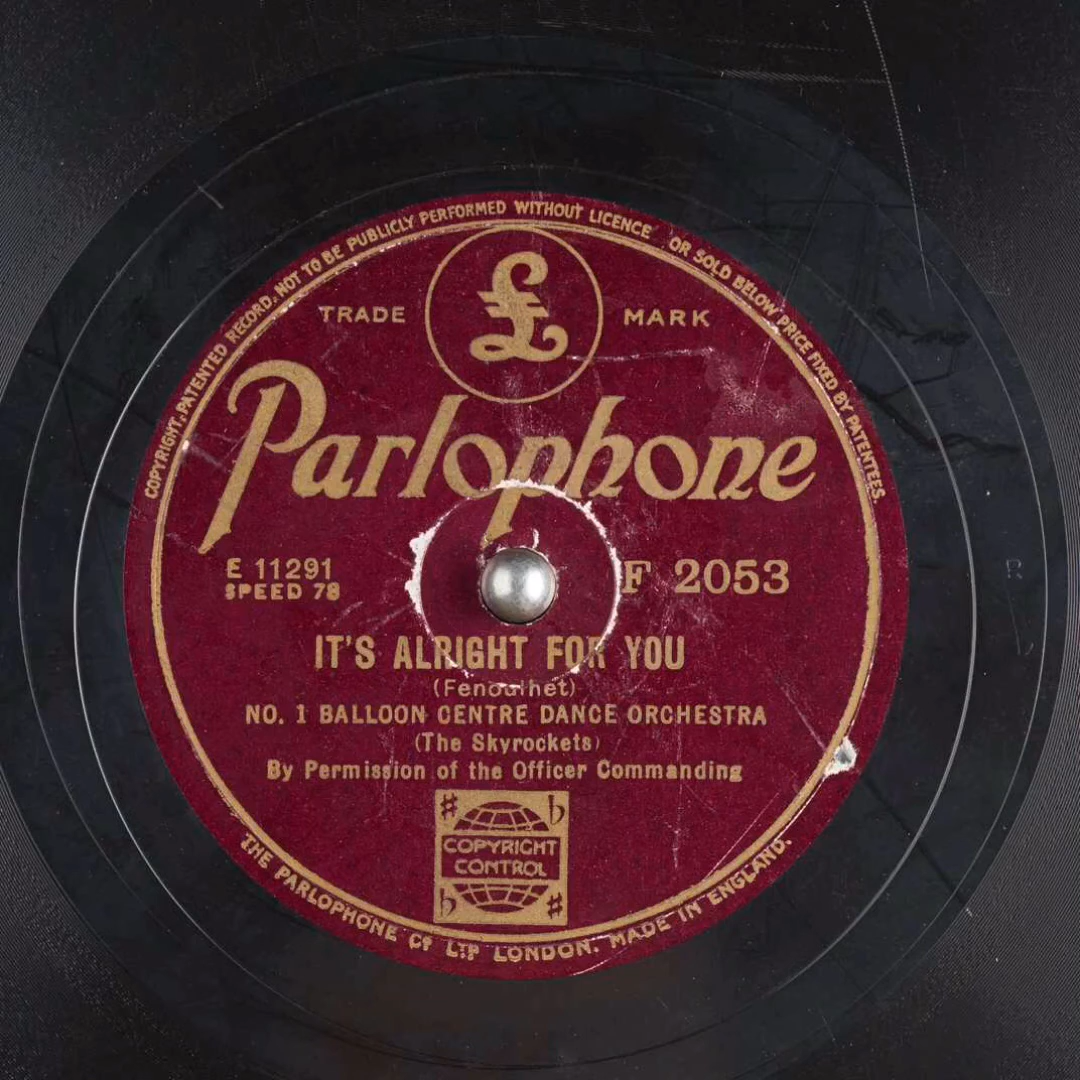 COPYRIGHT, PATENTED RECORD. NOT TO BE PUBLICLY PERFORMED WITHOUT LICENCE OR SOLD BELOW PRICE FIXED BY PATENTEES.
£
TRADE MARK
Parlophone
E 11291
SPEED 78
F 2053
IT'S ALRIGHT FOR YOU
(Fenoulhet)
NO. 1 BALLOON CENTRE DANCE ORCHESTRA
(The Skyrockets)
By Permission of the Officer Commanding
♯ ♭
COPYRIGHT
CONTROL
♭ ♯
THE PARLOPHONE Cº LTD LONDON. MADE IN ENGLAND.